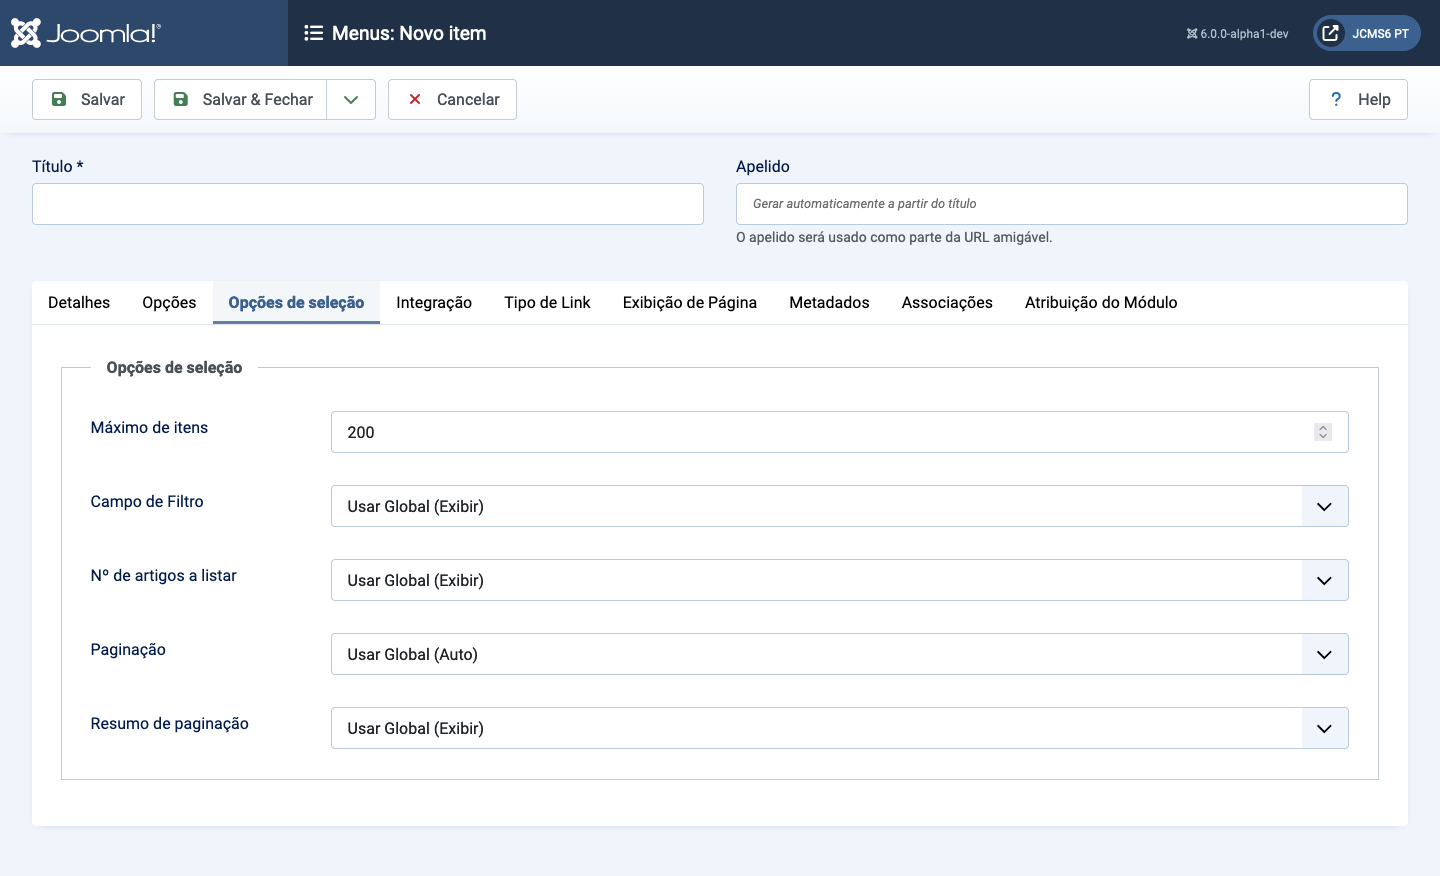 Joomla!®
Menus: Novo item
6.0.0-alpha1-dev
JCMS6 PT
Salvar
Salvar & Fechar
Cancelar
? Help
Título *
Apelido
Gerar automaticamente a partir do título
O apelido será usado como parte da URL amigável.
Detalhes Opções Opções de seleção Integração Tipo de Link Exibição de Página Metadados Associações Atribuição do Módulo
Opções de seleção
Máximo de itens
200
Campo de Filtro
Usar Global (Exibir)
Nº de artigos a listar
Usar Global (Exibir)
Paginação
Usar Global (Auto)
Resumo de paginação
Usar Global (Exibir)